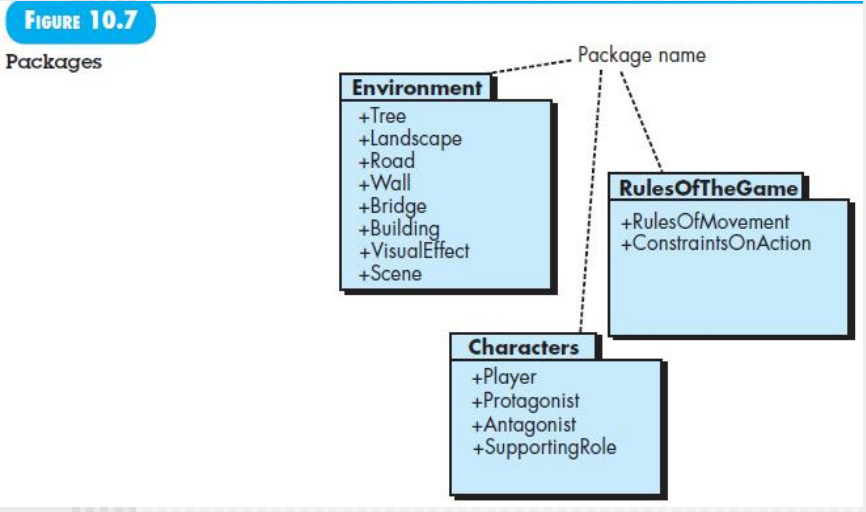 FIGURE 10.7
Packages
Package name
Environment
+Tree
+Landscape
+Road
+Wall
+Bridge
+Building
+VisualEffect
+Scene
RulesOfTheGame
+RulesOfMovement
+ConstraintsOnAction
Characters
+Player
+Protagonist
+Antagonist
+SupportingRole